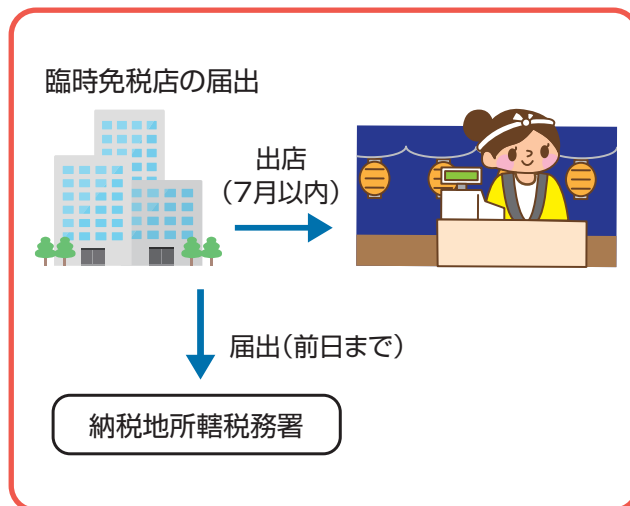 臨時免税店の届出
出店
（7月以内）
届出（前日まで）
納税地所轄税務署